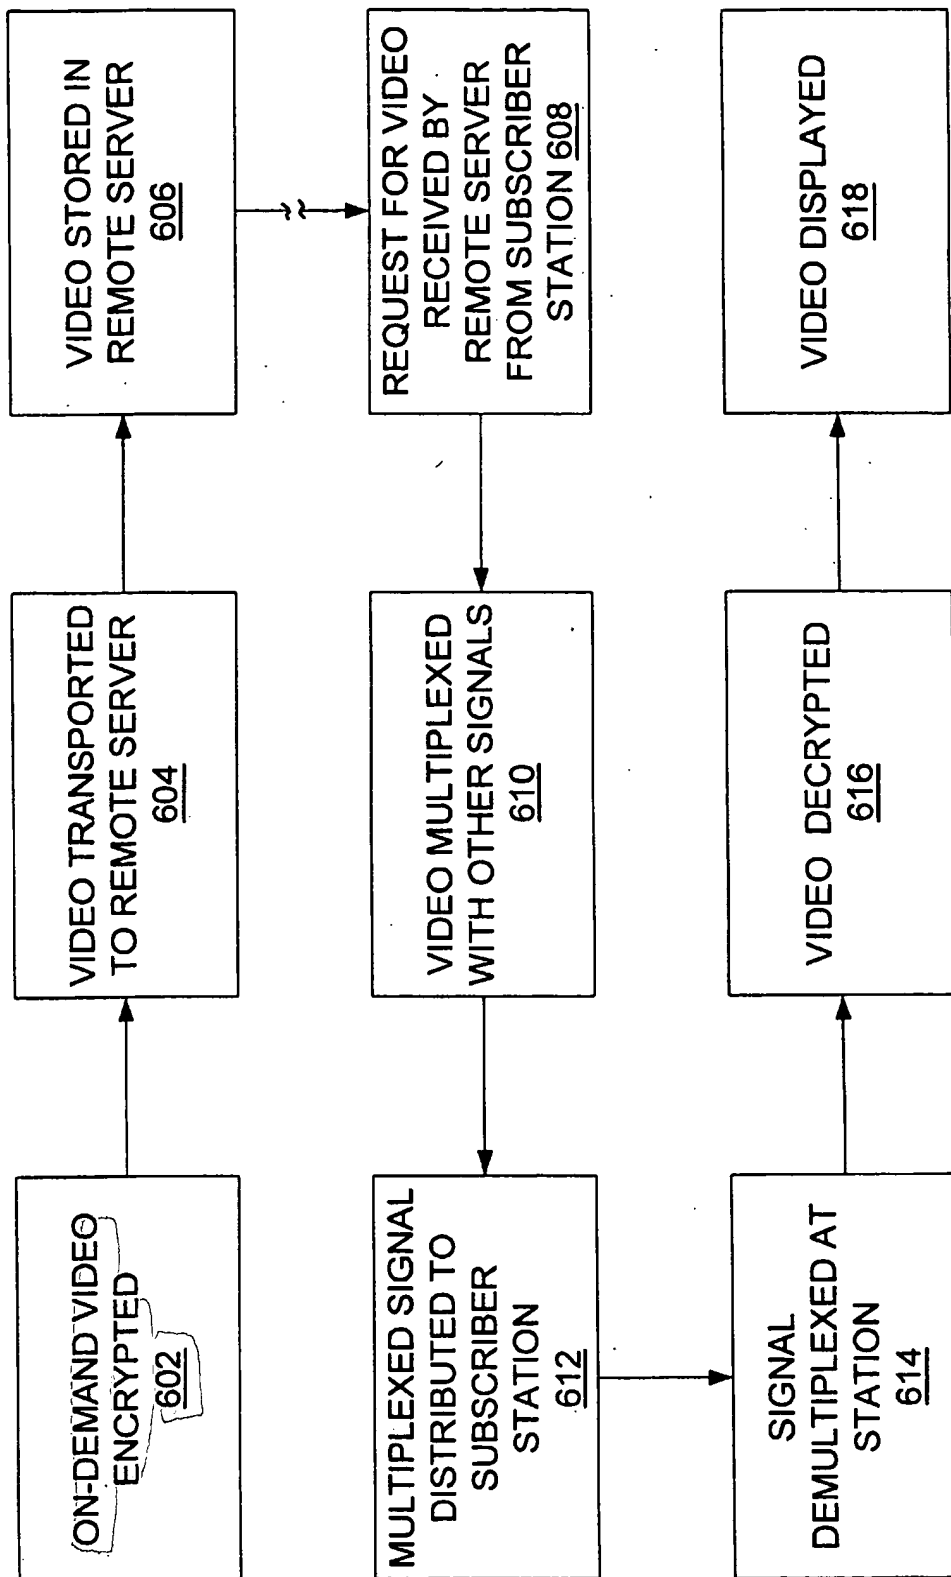 ON-DEMAND VIDEO
ENCRYPTED
602
VIDEO TRANSPORTED
TO REMOTE SERVER
604
VIDEO STORED IN
REMOTE SERVER
606
REQUEST FOR VIDEO
RECEIVED BY
REMOTE SERVER
FROM SUBSCRIBER
STATION 608
VIDEO MULTIPLEXED
WITH OTHER SIGNALS
610
MULTIPLEXED SIGNAL
DISTRIBUTED TO
SUBSCRIBER
STATION
612
SIGNAL
DEMULTIPLEXED AT
STATION
614
VIDEO DECRYPTED
616
VIDEO DISPLAYED
618